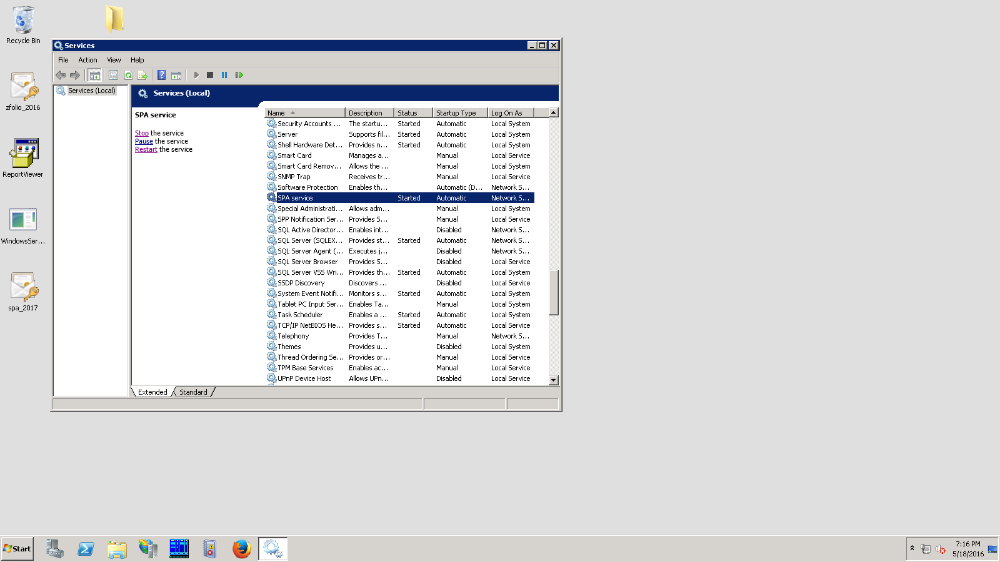 Recycle Bin
zfolio_2016
ReportViewer
WindowsSer...
spa_2017
Services
File Action View Help
Services (Local)
Services (Local)
SPA service
Stop the service
Pause the service
Restart the service
Name Description Status Startup Type Log On As
Security Accounts ... The startu... Started Automatic Local System
Server Supports fil... Started Automatic Local System
Shell Hardware Det... Provides n... Started Automatic Local System
Smart Card Manages a... Manual Local Service
Smart Card Remov... Allows the ... Manual Local System
SNMP Trap Receives tr... Manual Local Service
Software Protection Enables th... Automatic (D... Network S...
SPA service Started Automatic Network S...
Special Administrati... Allows adm... Manual Local System
SPP Notification Ser... Provides S... Manual Local Service
SQL Active Director... Enables int... Disabled Network S...
SQL Server (SQLEX... Provides st... Started Automatic Network S...
SQL Server Agent (... Executes j... Disabled Network S...
SQL Server Browser Provides S... Disabled Local Service
SQL Server VSS Wri... Provides th... Started Automatic Local System
SSDP Discovery Discovers ... Disabled Local Service
System Event Notifi... Monitors s... Started Automatic Local System
Tablet PC Input Ser... Enables Ta... Manual Local System
Task Scheduler Enables a ... Started Automatic Local System
TCP/IP NetBIOS He... Provides s... Started Automatic Local Service
Telephony Provides T... Manual Network S...
Themes Provides u... Disabled Local System
Thread Ordering Se... Provides or... Manual Local Service
TPM Base Services Enables ac... Manual Local Service
UPnP Device Host Allows UPn... Disabled Local Service
Extended Standard
Start
7:16 PM
5/18/2016